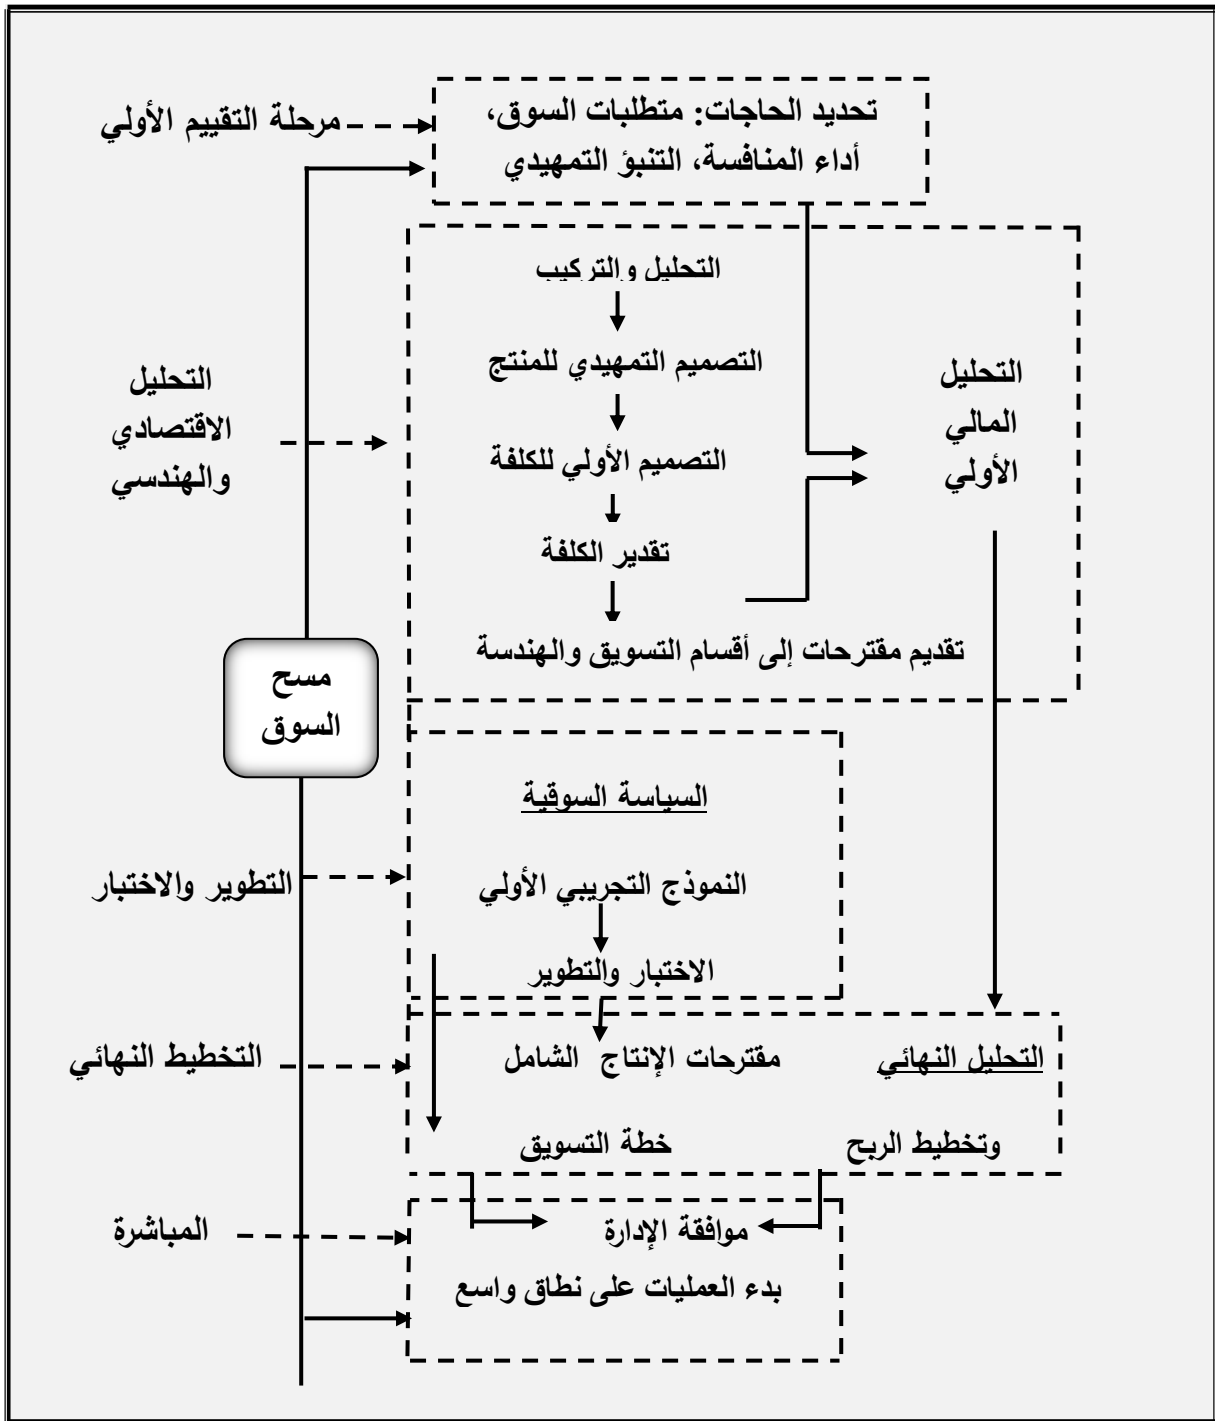 تحديد الحاجات: متطلبات السوق،
أداء المنافسة، التنبؤ التمهيدي
مرحلة التقييم الأولي
التحليل والتركيب
التصميم التمهيدي للمنتج
التصميم الأولي للكلفة
تقدير الكلفة
تقديم مقترحات إلى أقسام التسويق والهندسة
التحليل
المالي
الأولي
التحليل
الاقتصادي
والهندسي
مسح
السوق
السياسة السوقية
النموذج التجريبي الأولي
الاختبار والتطوير
التطوير والاختبار
التحليل النهائي
مقترحات الإنتاج الشامل
التخطيط النهائي
وتخطيط الربح
خطة التسويق
موافقة الإدارة
المباشرة
بدء العمليات على نطاق واسع